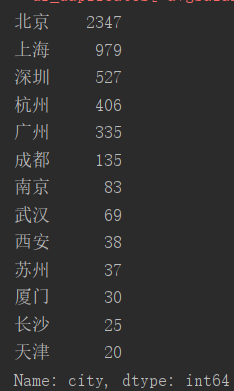 北京    2347
上海     979
深圳     527
杭州     406
广州     335
成都     135
南京      83
武汉      69
西安      38
苏州      37
厦门      30
长沙      25
天津      20
Name: city, dtype: int64